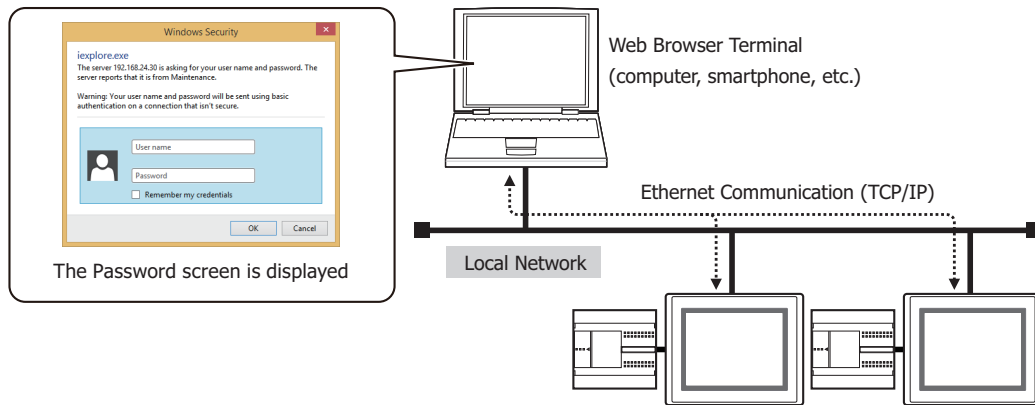 Windows Security
iexplore.exe
The server 192.168.24.30 is asking for your user name and password. The
server reports that it is from Maintenance.
Warning: Your user name and password will be sent using basic
authentication on a connection that isn't secure.
User name
Password
Remember my credentials
OK
Cancel
The Password screen is displayed
Web Browser Terminal
(computer, smartphone, etc.)
Ethernet Communication (TCP/IP)
Local Network